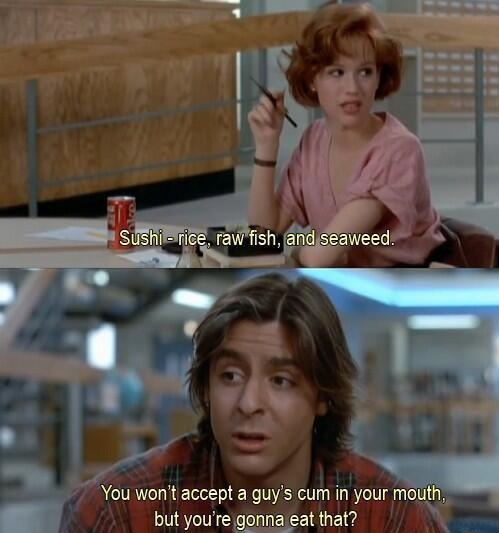 Sushi - rice, raw fish, and seaweed.
You won't accept a guy's cum in your mouth,
but you're gonna eat that?